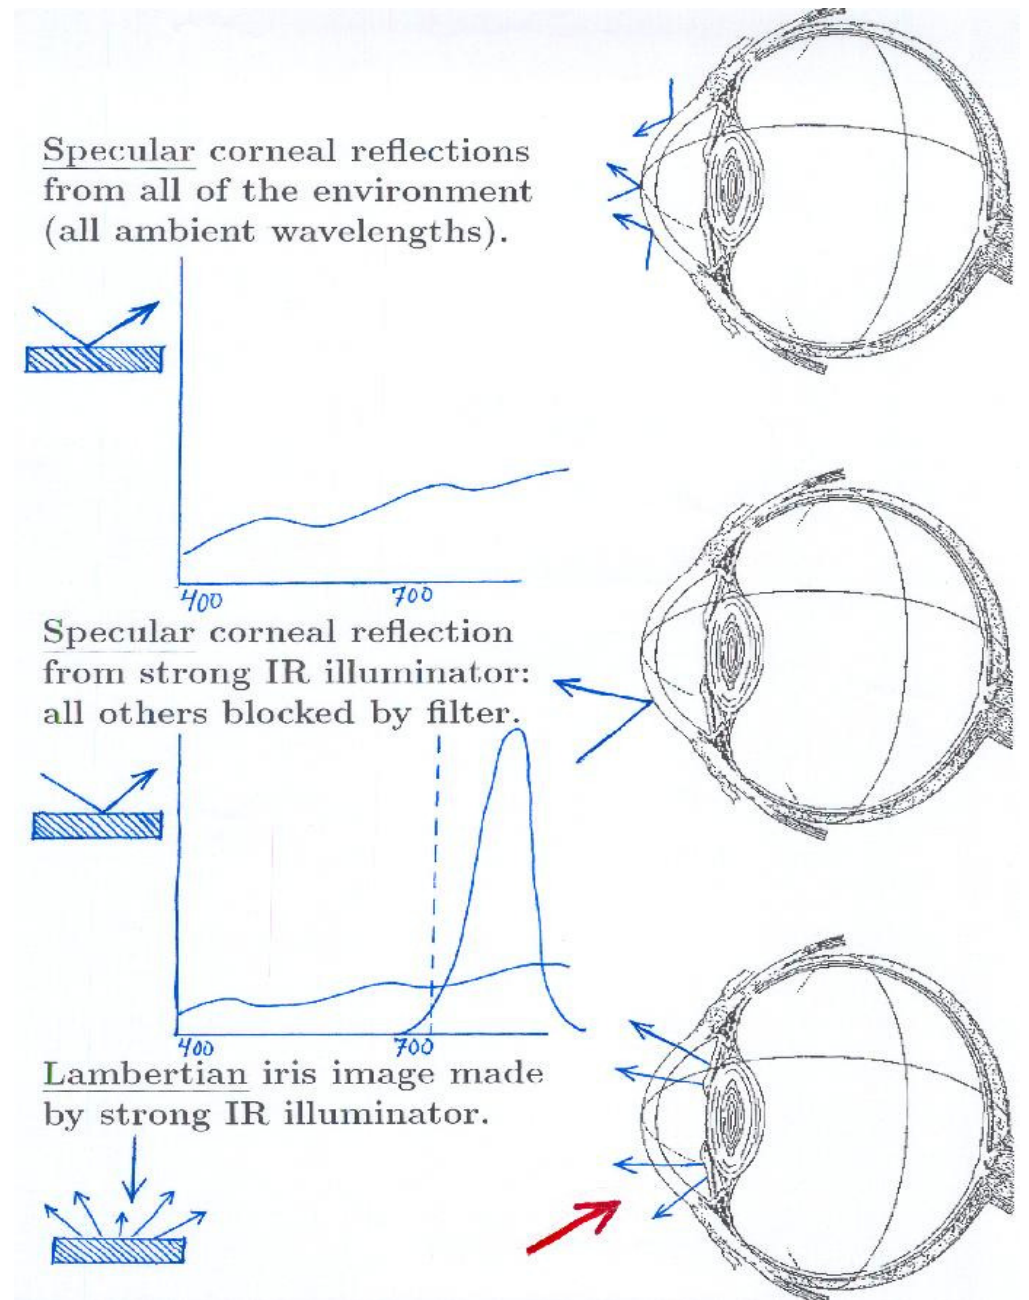 Specular corneal reflections
from all of the environment
(all ambient wavelengths).
400 700
Specular corneal reflection
from strong IR illuminator:
all others blocked by filter.
400 700
Lambertian iris image made
by strong IR illuminator.